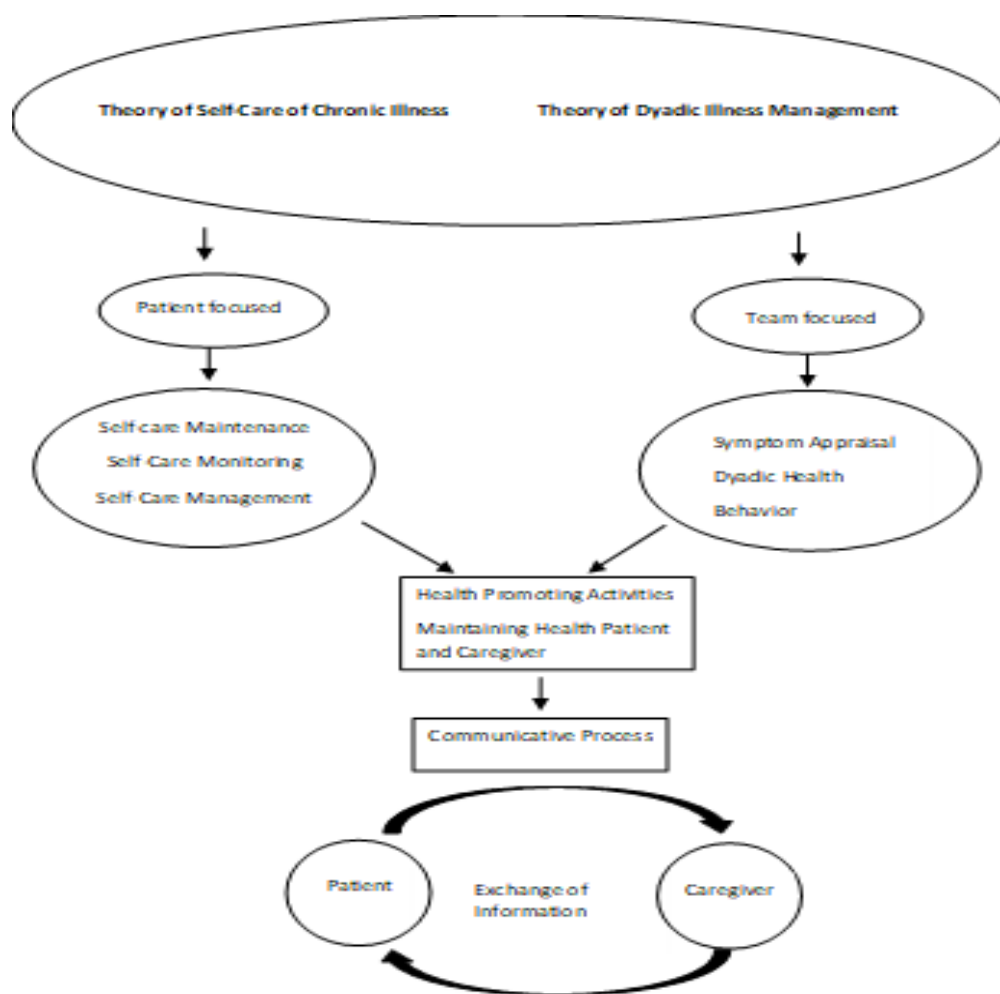 Theory of Self-Care of Chronic Illness
Theory of Dyadic Illness Management
Patient focused
Team focused
Self-care Maintenance
Self-Care Monitoring
Self-Care Management
Symptom Appraisal
Dyadic Health
Behavior
Health Promoting Activities
Maintaining Health Patient
and Caregiver
Communicative Process
Patient
Exchange of
Information
Caregiver